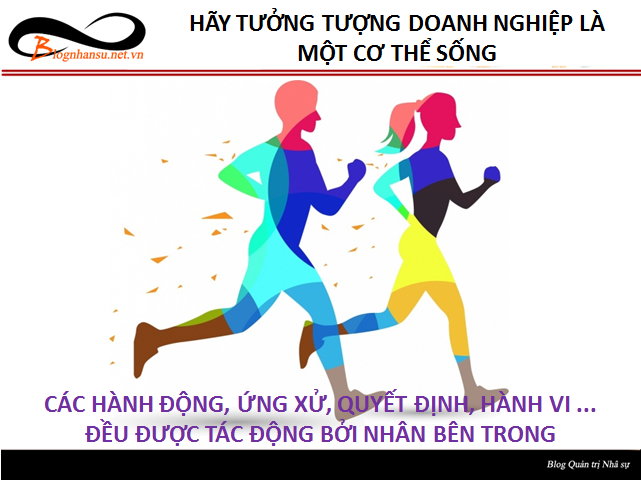 Blognhansu.net.vn
HÃY TƯỞNG TƯỢNG DOANH NGHIỆP LÀ
MỘT CƠ THỂ SỐNG
CÁC HÀNH ĐỘNG, ỨNG XỬ, QUYẾT ĐỊNH, HÀNH VI ...
ĐỀU ĐƯỢC TÁC ĐỘNG BỞI NHÂN BÊN TRONG
Blog Quản trị Nhâ sự